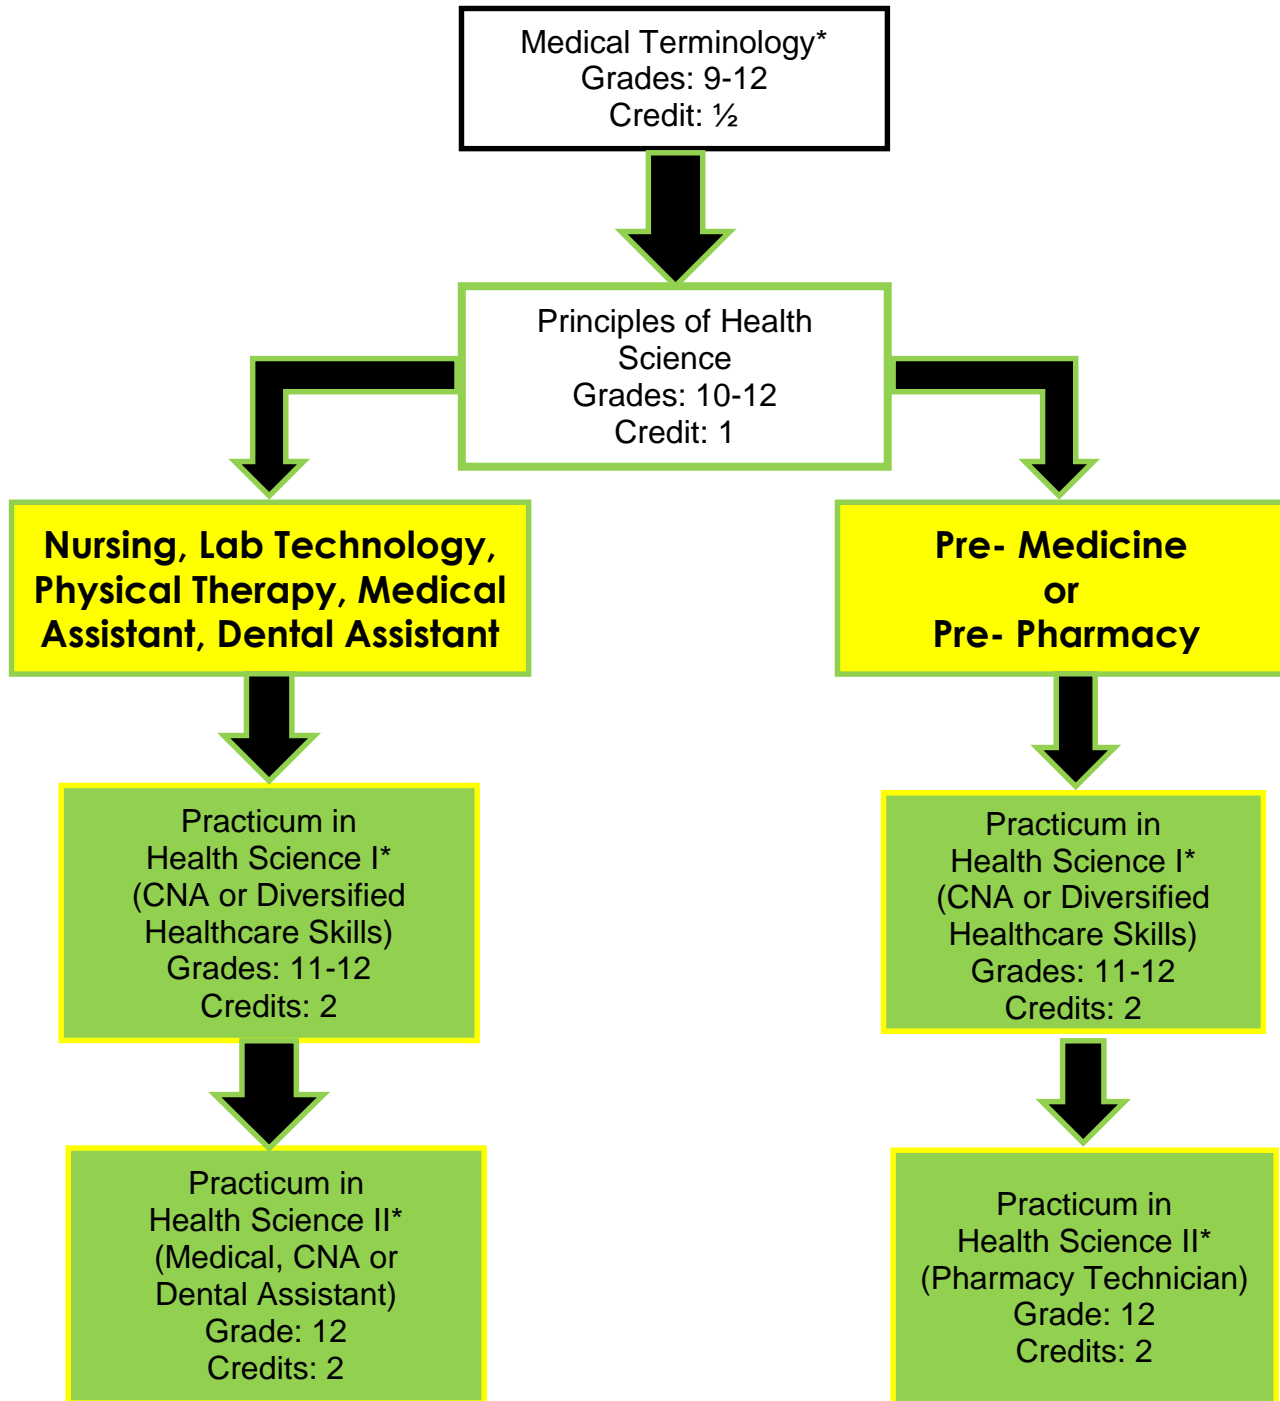 Medical Terminology*
Grades: 9-12
Credit: ½
Principles of Health
Science
Grades: 10-12
Credit: 1
Nursing, Lab Technology,
Physical Therapy, Medical
Assistant, Dental Assistant
Pre- Medicine
or
Pre- Pharmacy
Practicum in
Health Science I*
(CNA or Diversified
Healthcare Skills)
Grades: 11-12
Credits: 2
Practicum in
Health Science I*
(CNA or Diversified
Healthcare Skills)
Grades: 11-12
Credits: 2
Practicum in
Health Science II*
(Medical, CNA or
Dental Assistant)
Grade: 12
Credits: 2
Practicum in
Health Science II*
(Pharmacy Technician)
Grade: 12
Credits: 2